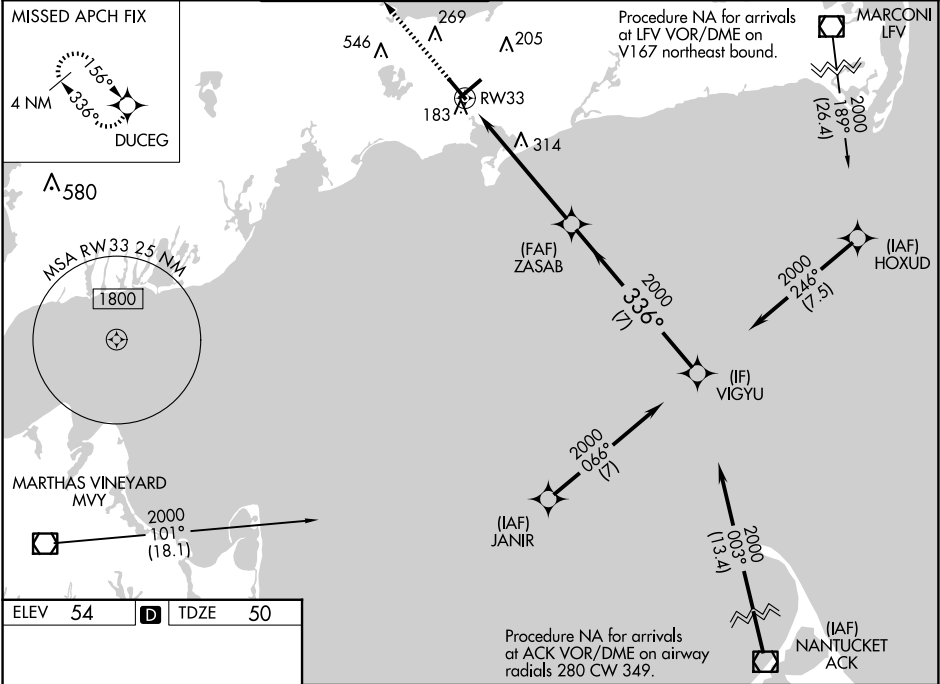 MISSED APCH FIX
156°
4 NM
336°
DUCEG
546
269
205
183
RW33
314
Procedure NA for arrivals
at LFV VOR/DME on
V167 northeast bound.
MARCONI
LFV
2000
189°
(26.4)
580
MSA RW33 25 NM
1800
(FAF)
ZASAB
2000
336°
(7)
(IAF)
HOXUD
2000
246°
(7.5)
(IF)
VIGYU
2000
066°
(7)
(IAF)
JANIR
MARTHAS VINEYARD
MVY
2000
101°
(18.1)
2000
003°
(13.4)
(IAF)
NANTUCKET
ACK
Procedure NA for arrivals
at ACK VOR/DME on airway
radials 280 CW 349.
ELEV 54 D TDZE 50